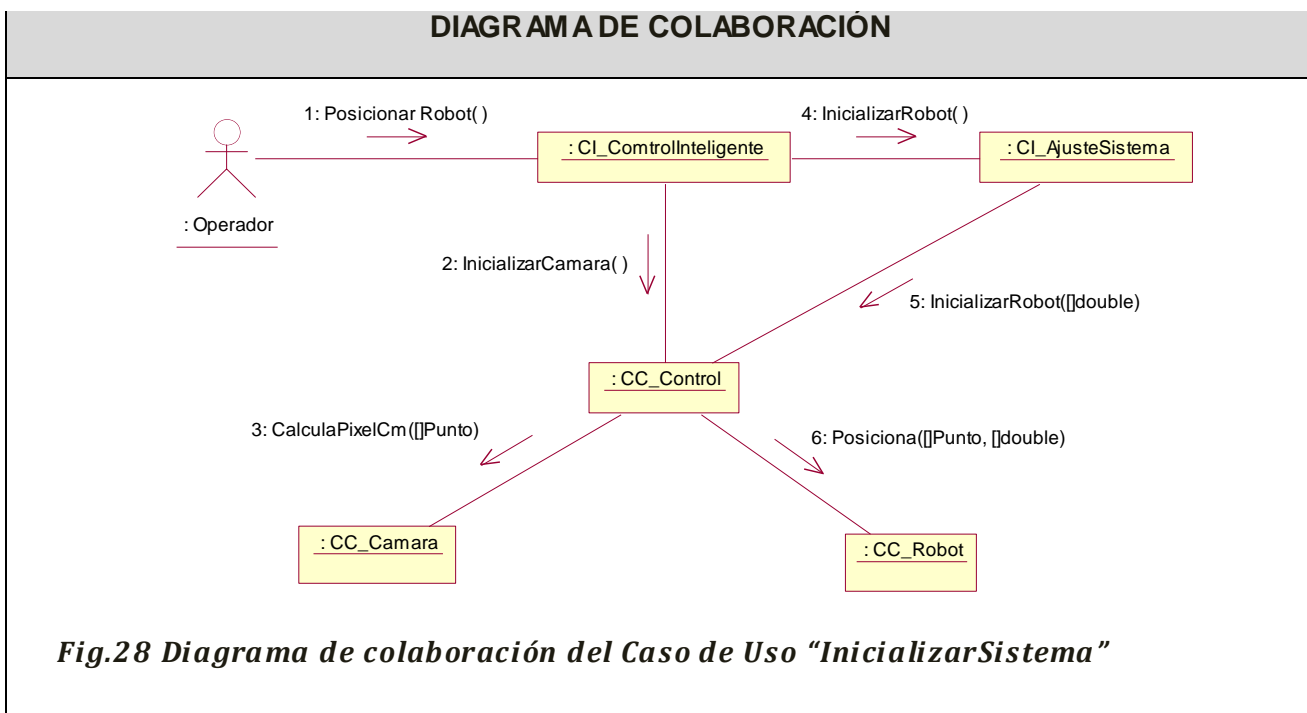 DIAGRAMA DE COLABORACIÓN
1: Posicionar Robot( )
4: InicializarRobot( )
: CI_ComtrolInteligente
: CI_AjusteSistema
: Operador
2: InicializarCamara( )
5: InicializarRobot([]double)
: CC_Control
3: CalculaPixelCm([]Punto)
6: Posiciona([]Punto, []double)
: CC_Camara
: CC_Robot
Fig.28 Diagrama de colaboración del Caso de Uso “InicializarSistema”